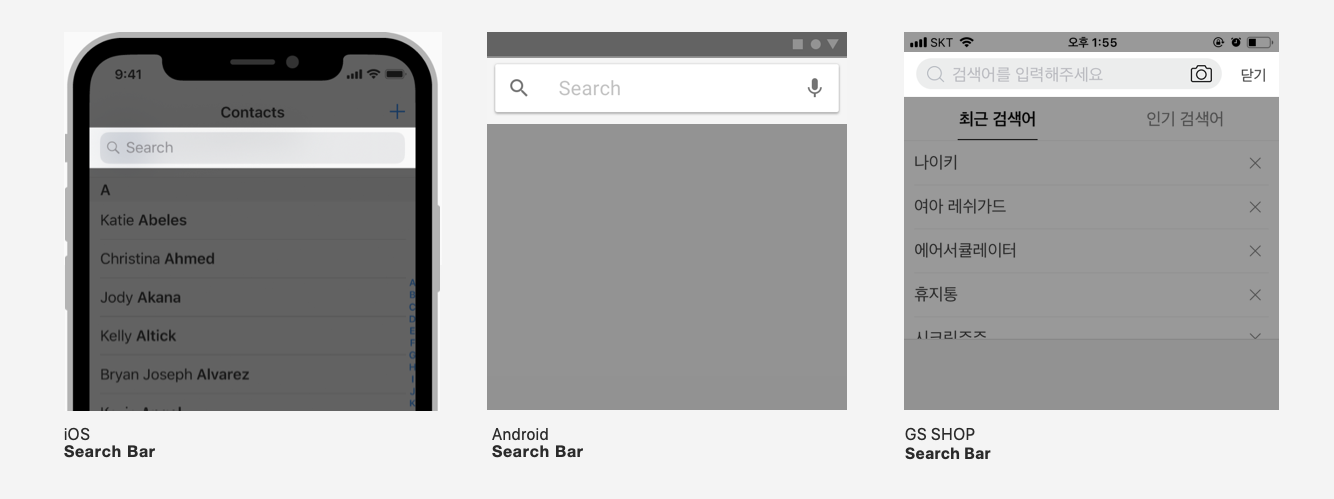 9:41
Contacts
Search
A
Katie Abeles
Christina Ahmed
Jody Akana
Kelly Altick
Bryan Joseph Alvarez
A
B
C
D
E
F
G
H
I
J
K
iOS
Search Bar
Search
Android
Search Bar
SKT 오후 1:55
검색어를 입력해주세요 닫기
최근 검색어 인기 검색어
나이키
여아 레쉬가드
에어서큘레이터
휴지통
GS SHOP
Search Bar